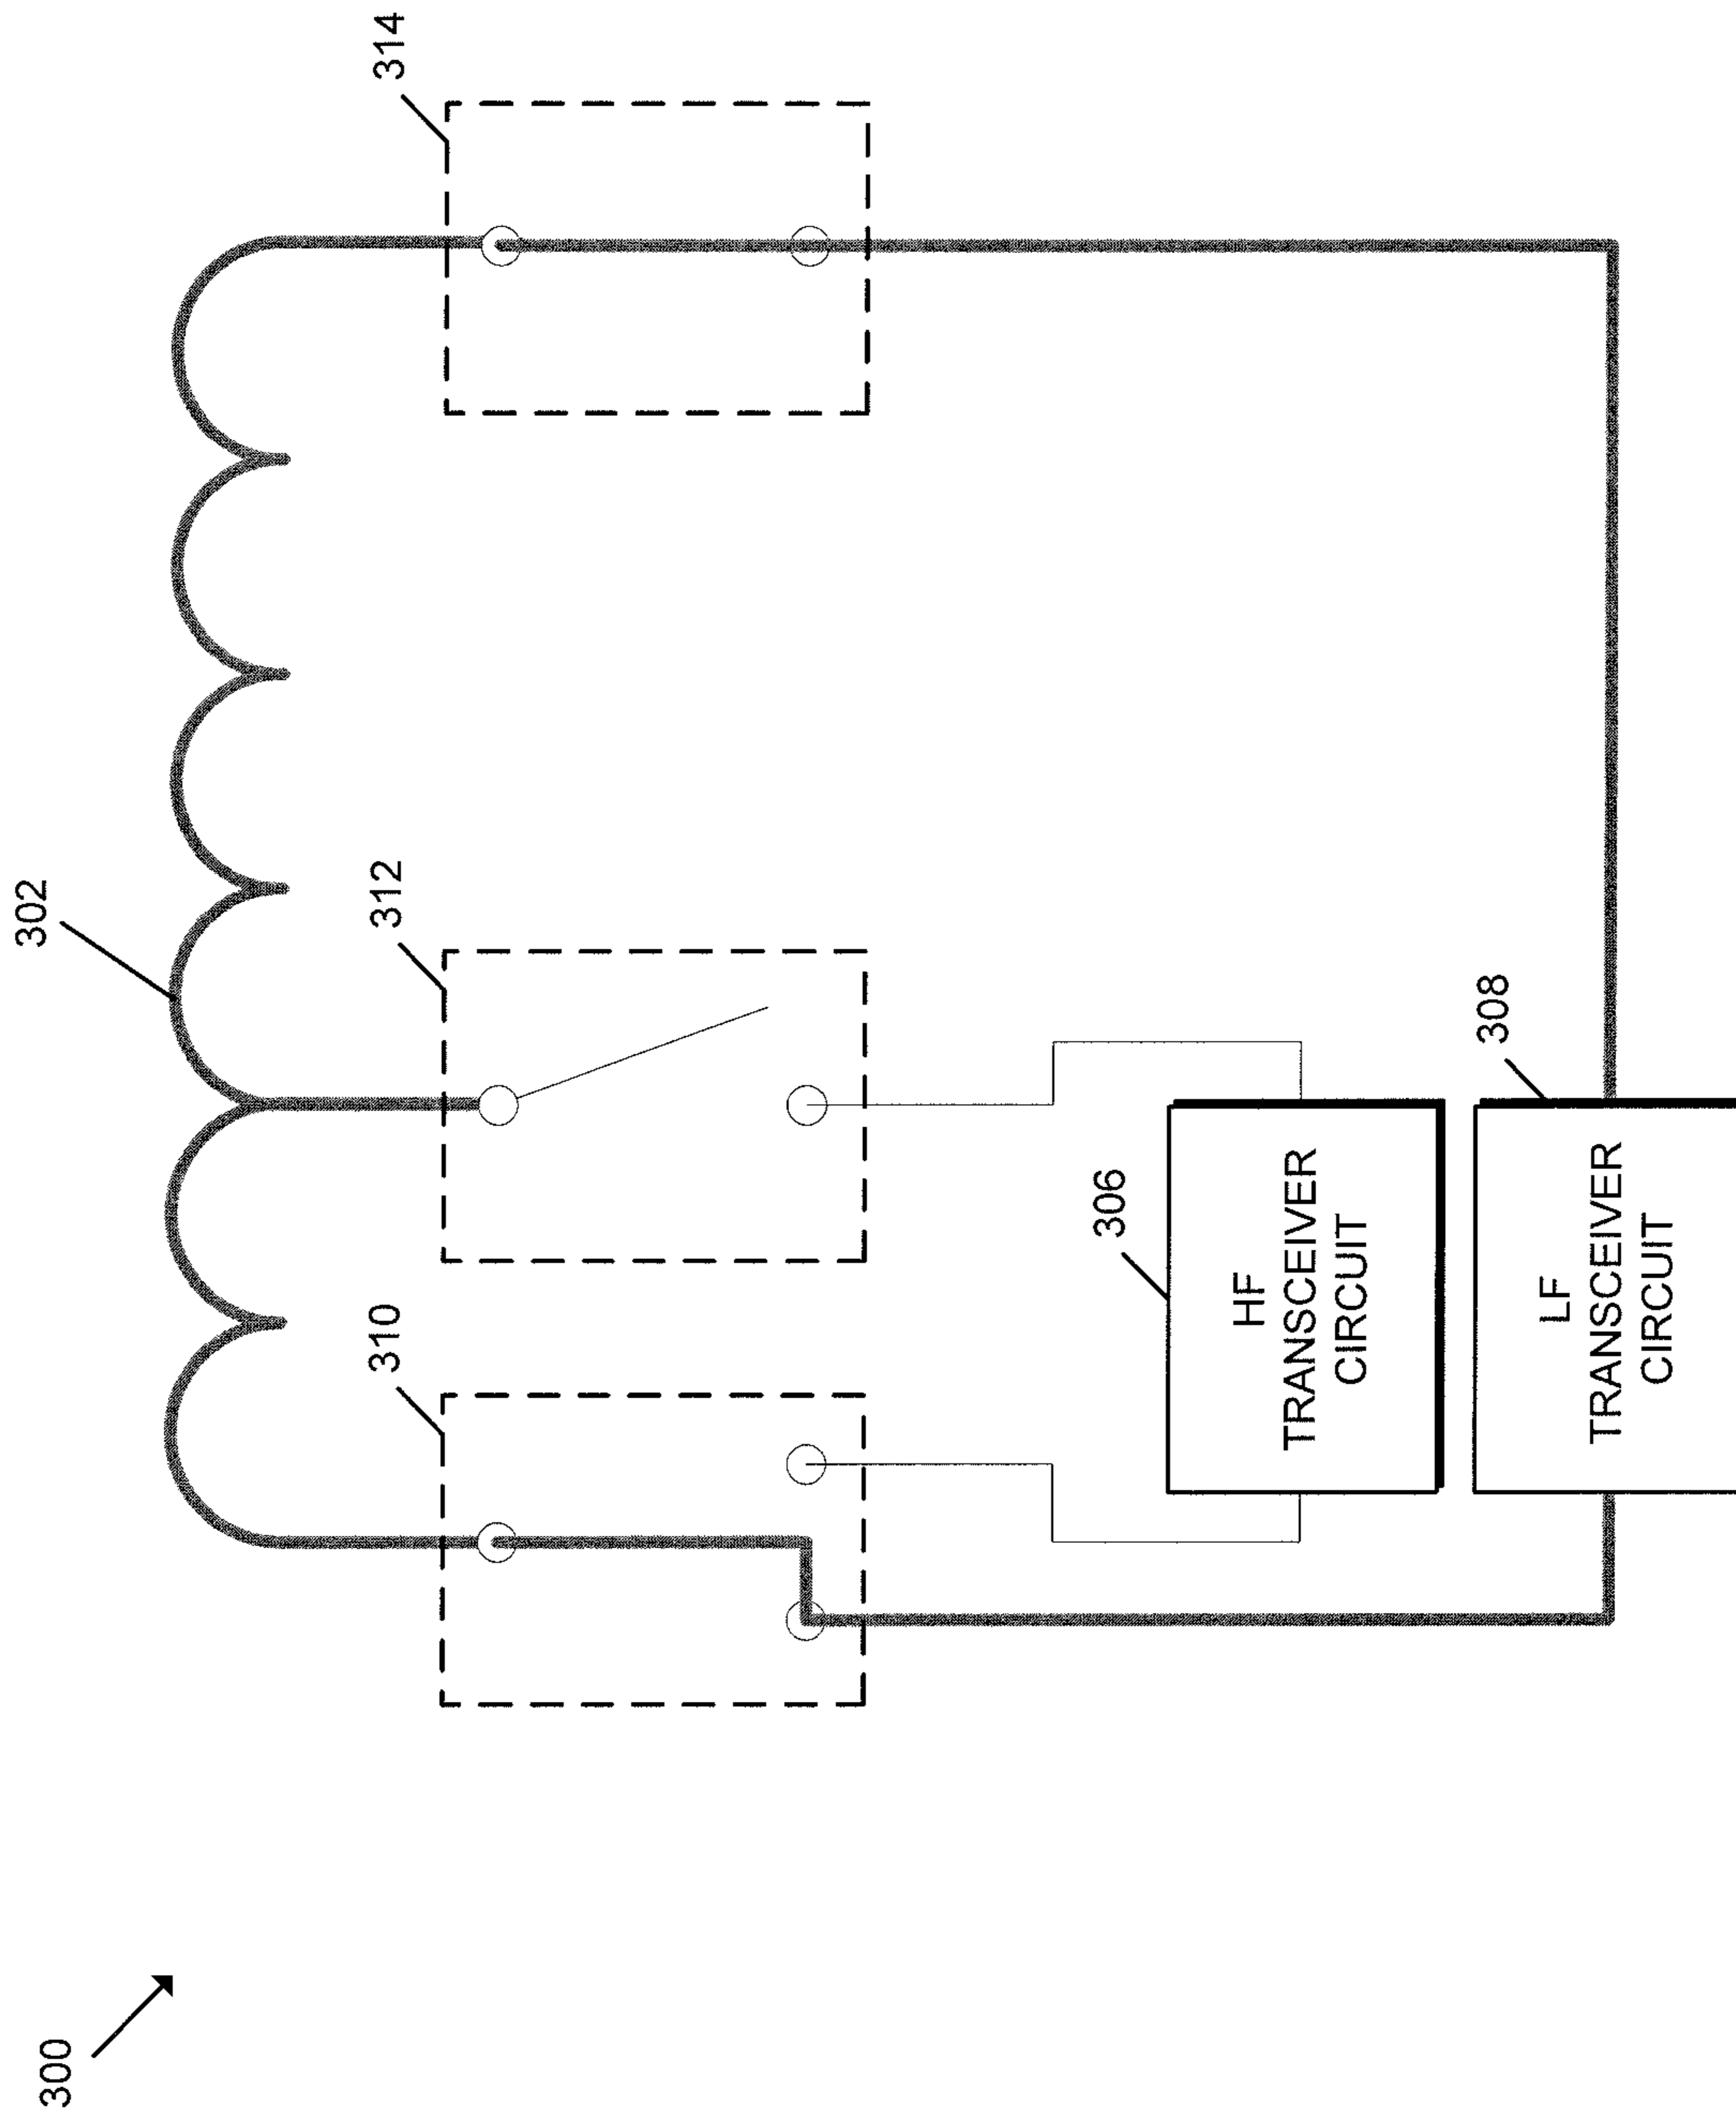 300
302
310
312
314
306
HF
TRANSCEIVER
CIRCUIT
308
LF
TRANSCEIVER
CIRCUIT